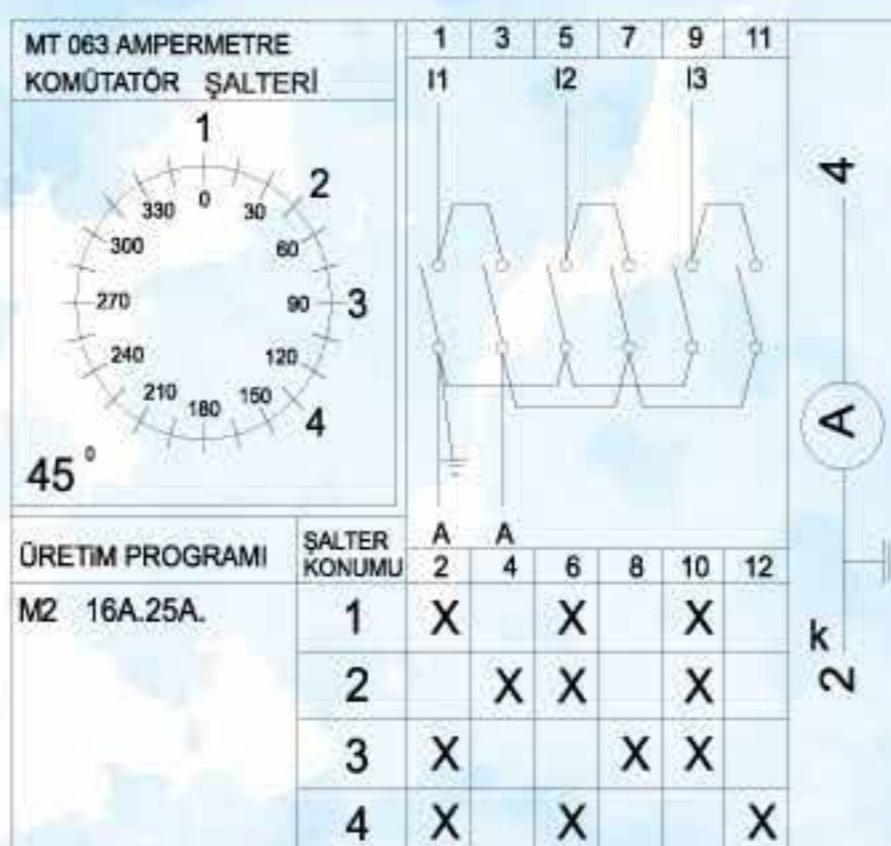 MT 063 AMPERMETRE
KOMÜTATÖR ŞALTERİ
1
2
3
4
0
30
60
90
120
150
180
210
240
270
300
330
45°
1 3 5 7 9 11
I1 I2 I3
A A
2 4 6 8 10 12
4
A
k
2
ÜRETİM PROGRAMI
M2 16A.25A.
ŞALTER
KONUMU
1 X X X
2 X X X
3 X X X
4 X X X